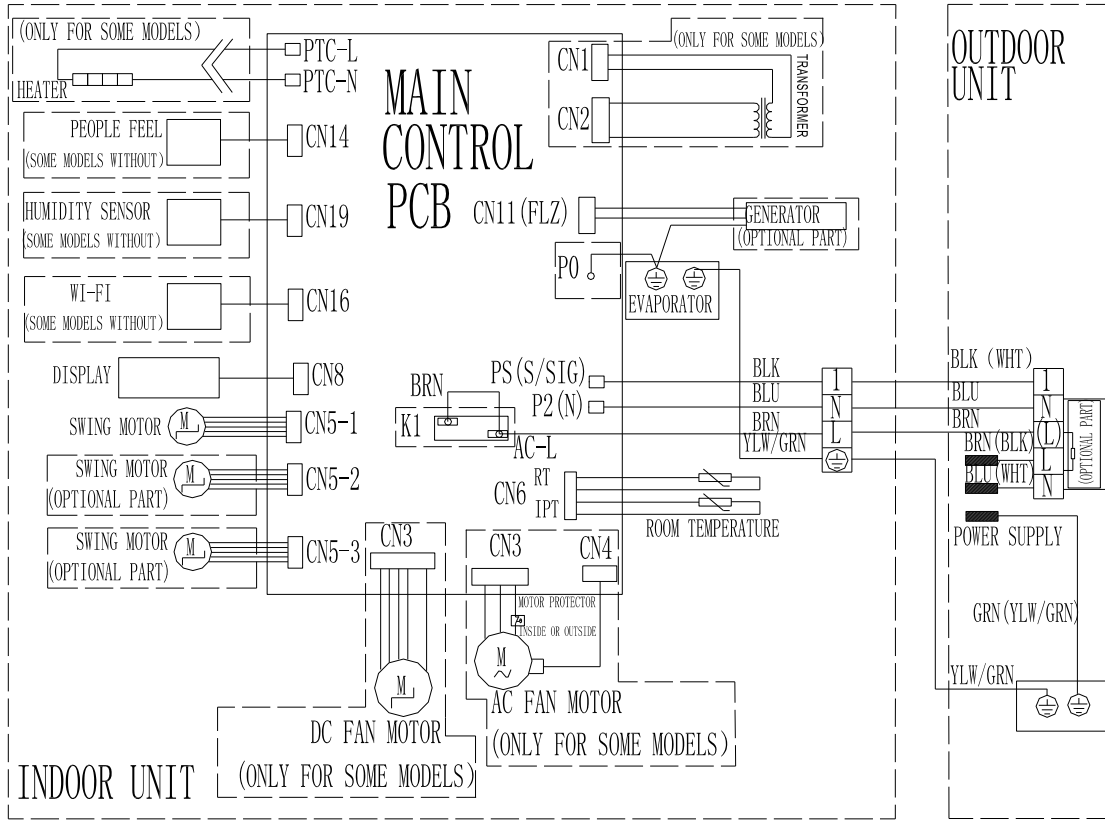 (ONLY FOR SOME MODELS)
HEATER
PTC-L
PTC-N
PEOPLE FEEL
(SOME MODELS WITHOUT)
CN14
HUMIDITY SENSOR
(SOME MODELS WITHOUT)
CN19
WI-FI
(SOME MODELS WITHOUT)
CN16
DISPLAY
CN8
SWING MOTOR
M
CN5-1
SWING MOTOR
(OPTIONAL PART)
M
CN5-2
SWING MOTOR
(OPTIONAL PART)
M
CN5-3
MAIN
CONTROL
PCB
(ONLY FOR SOME MODELS)
CN1
CN2
TRANSFORMER
CN11(FLZ)
GENERATOR
(OPTIONAL PART)
P0
EVAPORATOR
BRN
K1
AC-L
PS(S/SIG)
P2(N)
BLK
BLU
BRN
YLW/GRN
1
N
L
CN6
RT
IPT
ROOM TEMPERATURE
CN3
M
DC FAN MOTOR
(ONLY FOR SOME MODELS)
CN3
CN4
MOTOR PROTECTOR
INSIDE OR OUTSIDE
M
AC FAN MOTOR
(ONLY FOR SOME MODELS)
INDOOR UNIT
OUTDOOR
UNIT
BLK (WHT)
BLU
BRN
BRN(BLK)
BLU(WHT)
1
N
(L)
L
N
(OPTIONAL PART)
POWER SUPPLY
GRN(YLW/GRN)
YLW/GRN